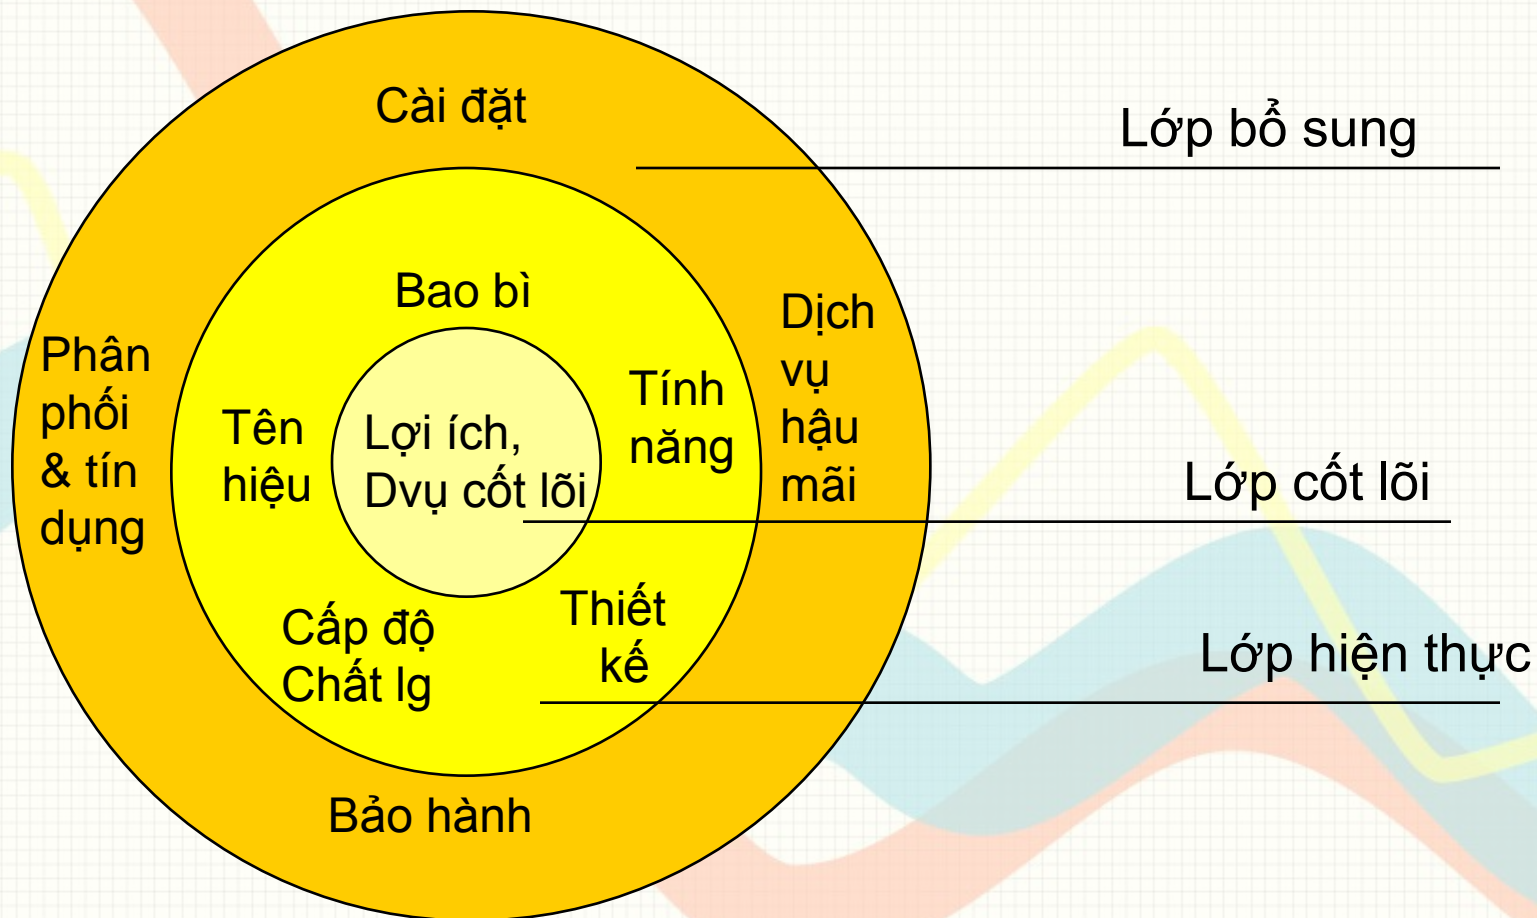 Cài đặt
Lớp bổ sung
Bao bì
Dịch
vụ
hậu
mãi
Phân
phối
& tín
dụng
Tính
năng
Tên
hiệu
Lợi ích,
Dvụ cốt lõi
Lớp cốt lõi
Thiết
kế
Cấp độ
Chất lg
Lớp hiện thực
Bảo hành